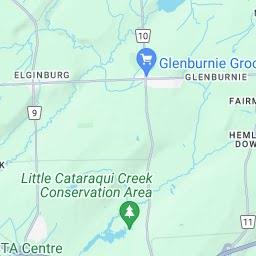 10
Glenburnie Groc
ELGINBURG
GLENBURNIE
FAIRM
9
HEML
DOW
K
Little Cataraqui Creek
Conservation Area
11
TA Centre